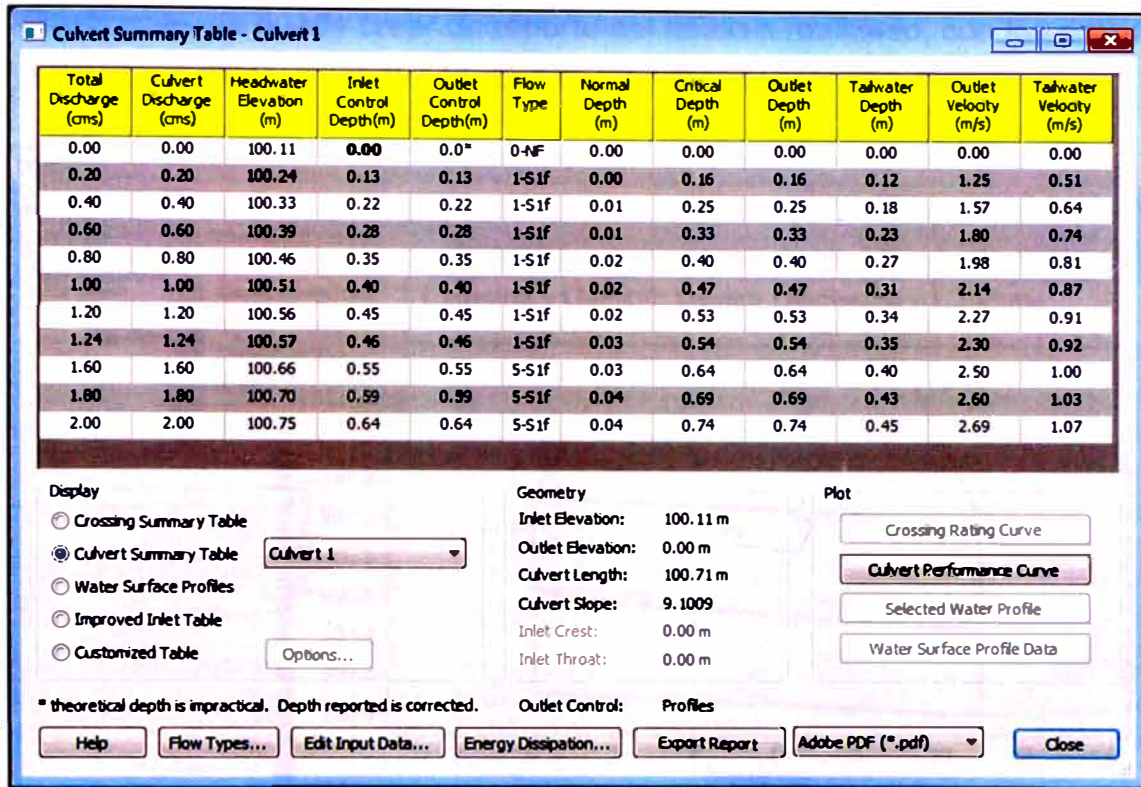 Culvert Summary Table - Culvert 1
Total Discharge (cms) Culvert Discharge (cms) Headwater Elevation (m) Inlet Control Depth(m) Outlet Control Depth(m) Flow Type Normal Depth (m) Critical Depth (m) Outlet Depth (m) Tailwater Depth (m) Outlet Velocity (m/s) Tailwater Velocity (m/s)
0.00 0.00 100.11 0.00 0.0* 0-NF 0.00 0.00 0.00 0.00 0.00 0.00
0.20 0.20 100.24 0.13 0.13 1-S1f 0.00 0.16 0.16 0.12 1.25 0.51
0.40 0.40 100.33 0.22 0.22 1-S1f 0.01 0.25 0.25 0.18 1.57 0.64
0.60 0.60 100.39 0.28 0.28 1-S1f 0.01 0.33 0.33 0.23 1.80 0.74
0.80 0.80 100.46 0.35 0.35 1-S1f 0.02 0.40 0.40 0.27 1.98 0.81
1.00 1.00 100.51 0.40 0.40 1-S1f 0.02 0.47 0.47 0.31 2.14 0.87
1.20 1.20 100.56 0.45 0.45 1-S1f 0.02 0.53 0.53 0.34 2.27 0.91
1.24 1.24 100.57 0.46 0.46 1-S1f 0.03 0.54 0.54 0.35 2.30 0.92
1.60 1.60 100.66 0.55 0.55 5-S1f 0.03 0.64 0.64 0.40 2.50 1.00
1.80 1.80 100.70 0.59 0.59 5-S1f 0.04 0.69 0.69 0.43 2.60 1.03
2.00 2.00 100.75 0.64 0.64 5-S1f 0.04 0.74 0.74 0.45 2.69 1.07
Display
Crossing Summary Table
Culvert Summary Table Culvert 1
Water Surface Profiles
Improved Inlet Table
Customized Table Options...
Geometry
Inlet Elevation: 100.11 m
Outlet Elevation: 0.00 m
Culvert Length: 100.71 m
Culvert Slope: 9.1009
Inlet Crest: 0.00 m
Inlet Throat: 0.00 m
Outlet Control: Profiles
Plot
Crossing Rating Curve
Culvert Performance Curve
Selected Water Profile
Water Surface Profile Data
* theoretical depth is impractical. Depth reported is corrected.
Help Flow Types... Edit Input Data... Energy Dissipation... Export Report Adobe PDF (*.pdf) Close